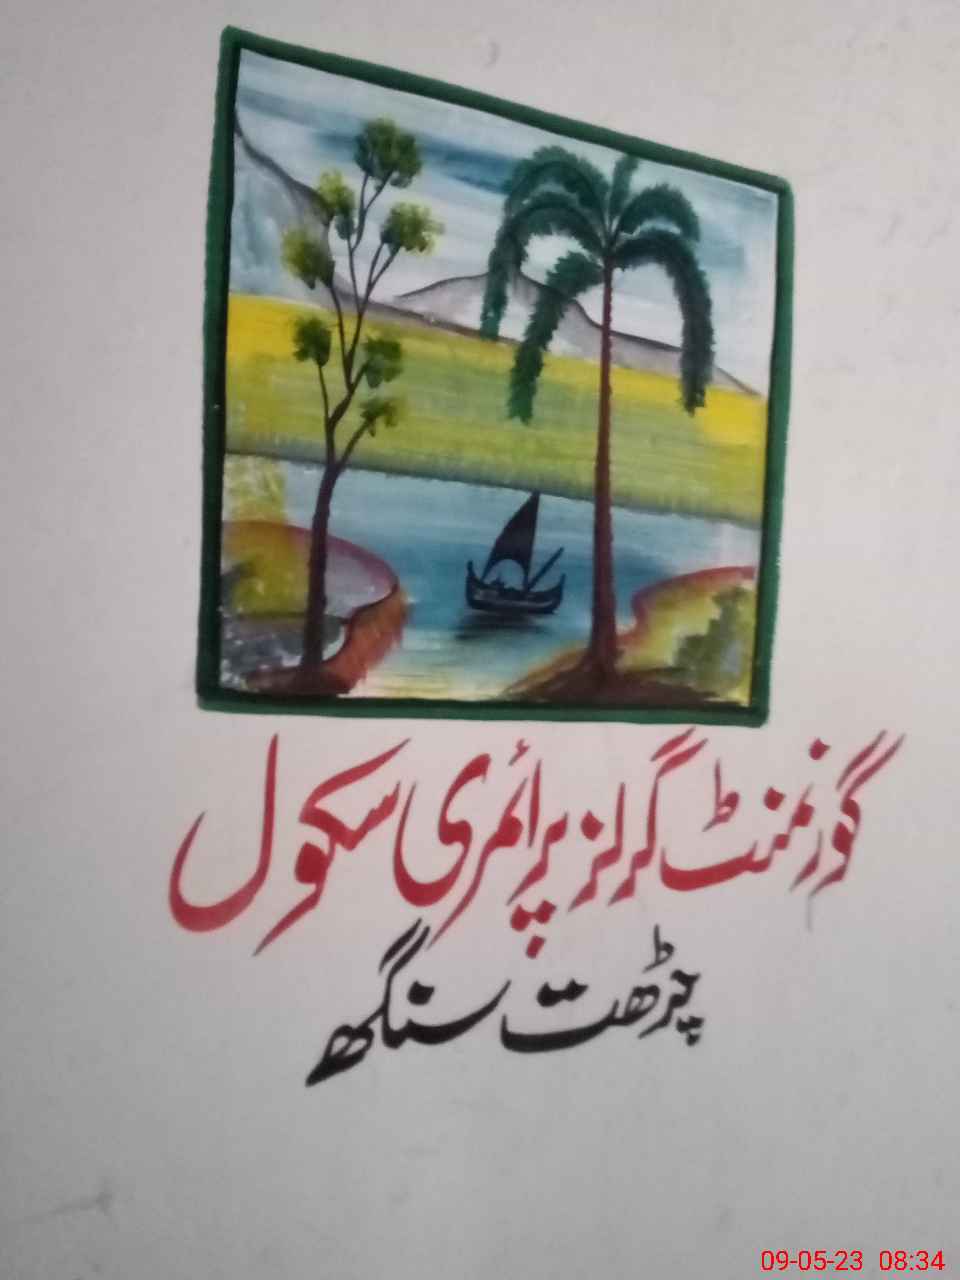 گورنمنٹ گرلز پرائمری سکول
چڑھت سنگھ
09-05-23 08:34